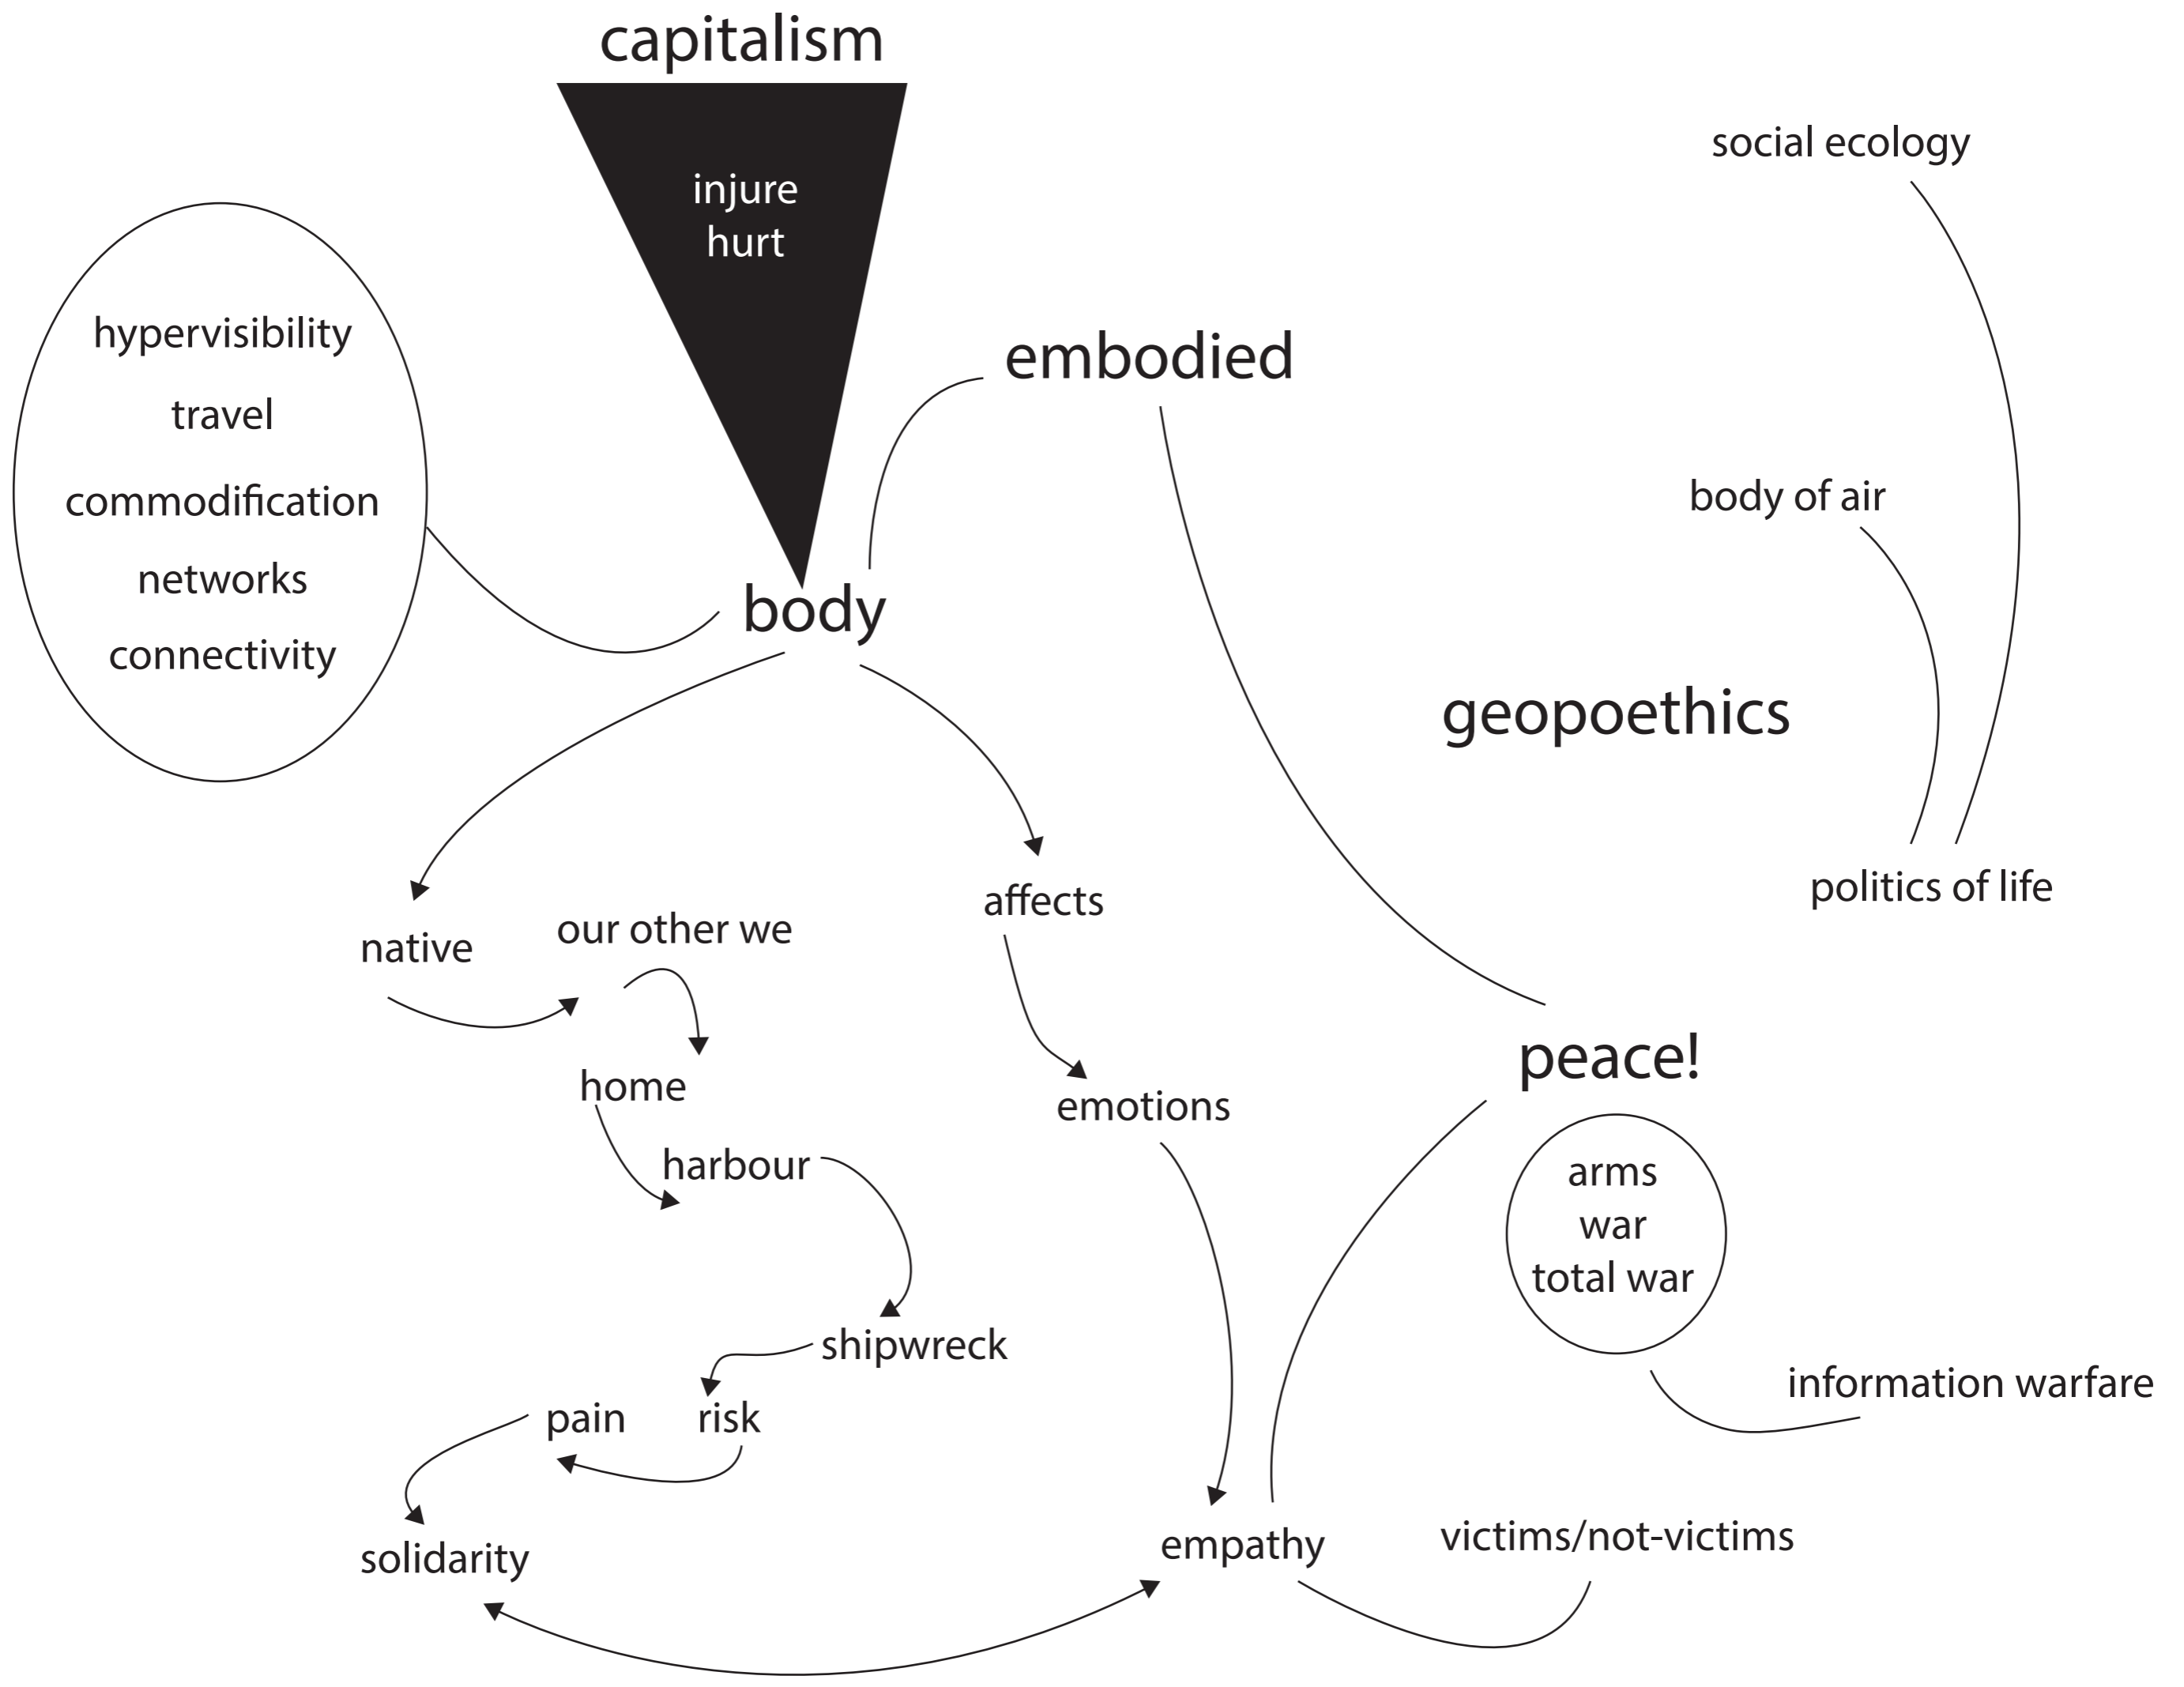 capitalism
injure
hurt
social ecology
hypervisibility
travel
commodification
networks
connectivity
embodied
body of air
body
geopoethics
politics of life
affects
native
our other we
home
harbour
emotions
peace!
arms
war
total war
shipwreck
information warfare
pain
risk
solidarity
empathy
victims/not-victims